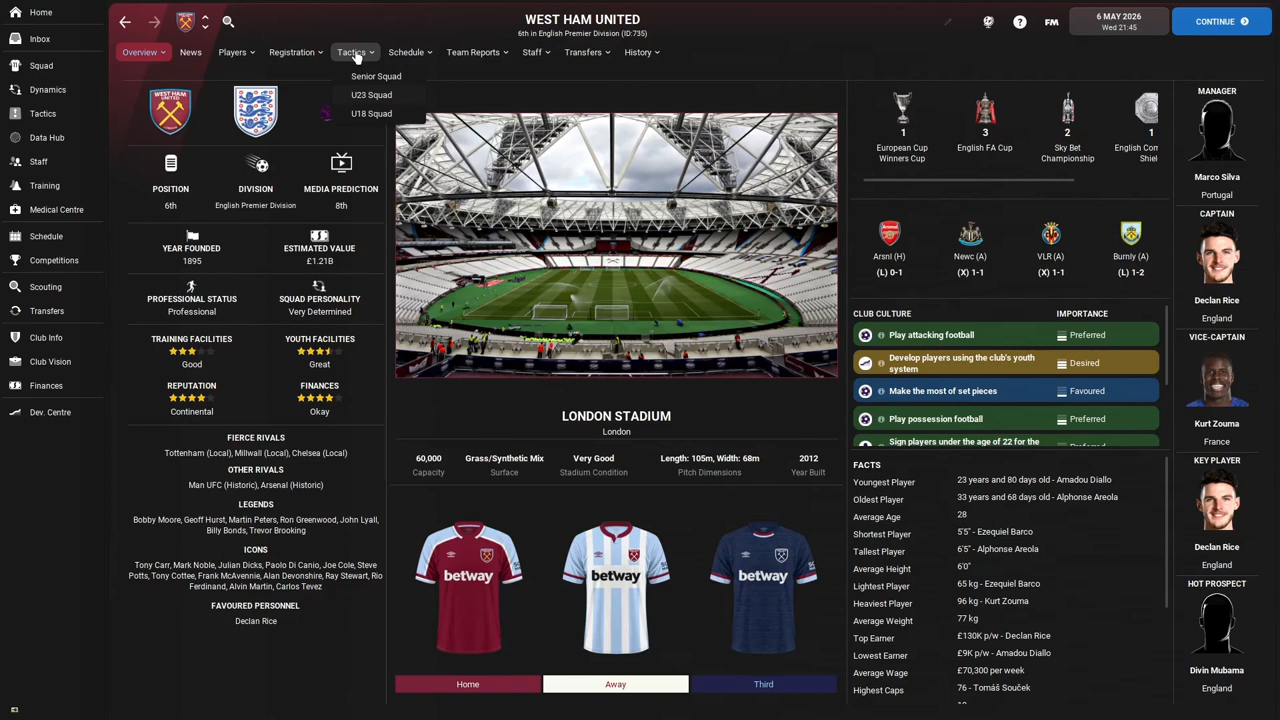 Home
Inbox
Squad
Dynamics
Tactics
Data Hub
Staff
Training
Medical Centre
Schedule
Competitions
Scouting
Transfers
Club Info
Club Vision
Finances
Dev. Centre
WEST HAM UNITED
6th in English Premier Division (ID:735)
FM
6 MAY 2026
Wed 21:45
CONTINUE
Overview
News
Players
Registration
Tactics
Schedule
Team Reports
Staff
Transfers
History
Senior Squad
U23 Squad
U18 Squad
POSITION
6th
DIVISION
English Premier Division
MEDIA PREDICTION
8th
YEAR FOUNDED
1895
ESTIMATED VALUE
£1.21B
PROFESSIONAL STATUS
Professional
SQUAD PERSONALITY
Very Determined
TRAINING FACILITIES
Good
YOUTH FACILITIES
Great
REPUTATION
Continental
FINANCES
Okay
FIERCE RIVALS
Tottenham (Local), Millwall (Local), Chelsea (Local)
OTHER RIVALS
Man UFC (Historic), Arsenal (Historic)
LEGENDS
Bobby Moore, Geoff Hurst, Martin Peters, Ron Greenwood, John Lyall,
Billy Bonds, Trevor Brooking
ICONS
Tony Carr, Mark Noble, Julian Dicks, Paolo Di Canio, Joe Cole, Steve
Potts, Tony Cottee, Frank McAvennie, Alan Devonshire, Ray Stewart, Rio
Ferdinand, Alvin Martin, Carlos Tevez
FAVOURED PERSONNEL
Declan Rice
LONDON STADIUM
London
60,000
Capacity
Grass/Synthetic Mix
Surface
Very Good
Stadium Condition
Length: 105m, Width: 68m
Pitch Dimensions
2012
Year Built
betway
betway
betway
Home
Away
Third
1
European Cup
Winners Cup
3
English FA Cup
2
Sky Bet
Championship
1
English Com
Shiel
Arsnl (H)
(L) 0-1
Newc (A)
(X) 1-1
VLR (A)
(X) 1-1
Burnly (A)
(L) 1-2
CLUB CULTURE
IMPORTANCE
Play attacking football
Preferred
Develop players using the club's youth
system
Desired
Make the most of set pieces
Favoured
Play possession football
Preferred
Sign players under the age of 22 for the
Preferred
FACTS
Youngest Player
23 years and 80 days old - Amadou Diallo
Oldest Player
33 years and 68 days old - Alphonse Areola
Average Age
28
Shortest Player
5'5" - Ezequiel Barco
Tallest Player
6'5" - Alphonse Areola
Average Height
6'0"
Lightest Player
65 kg - Ezequiel Barco
Heaviest Player
96 kg - Kurt Zouma
Average Weight
77 kg
Top Earner
£130K p/w - Declan Rice
Lowest Earner
£9K p/w - Amadou Diallo
Average Wage
£70,300 per week
Highest Caps
76 - Tomáš Souček
MANAGER
Marco Silva
Portugal
CAPTAIN
Declan Rice
England
VICE-CAPTAIN
Kurt Zouma
France
KEY PLAYER
Declan Rice
England
HOT PROSPECT
Divin Mubama
England